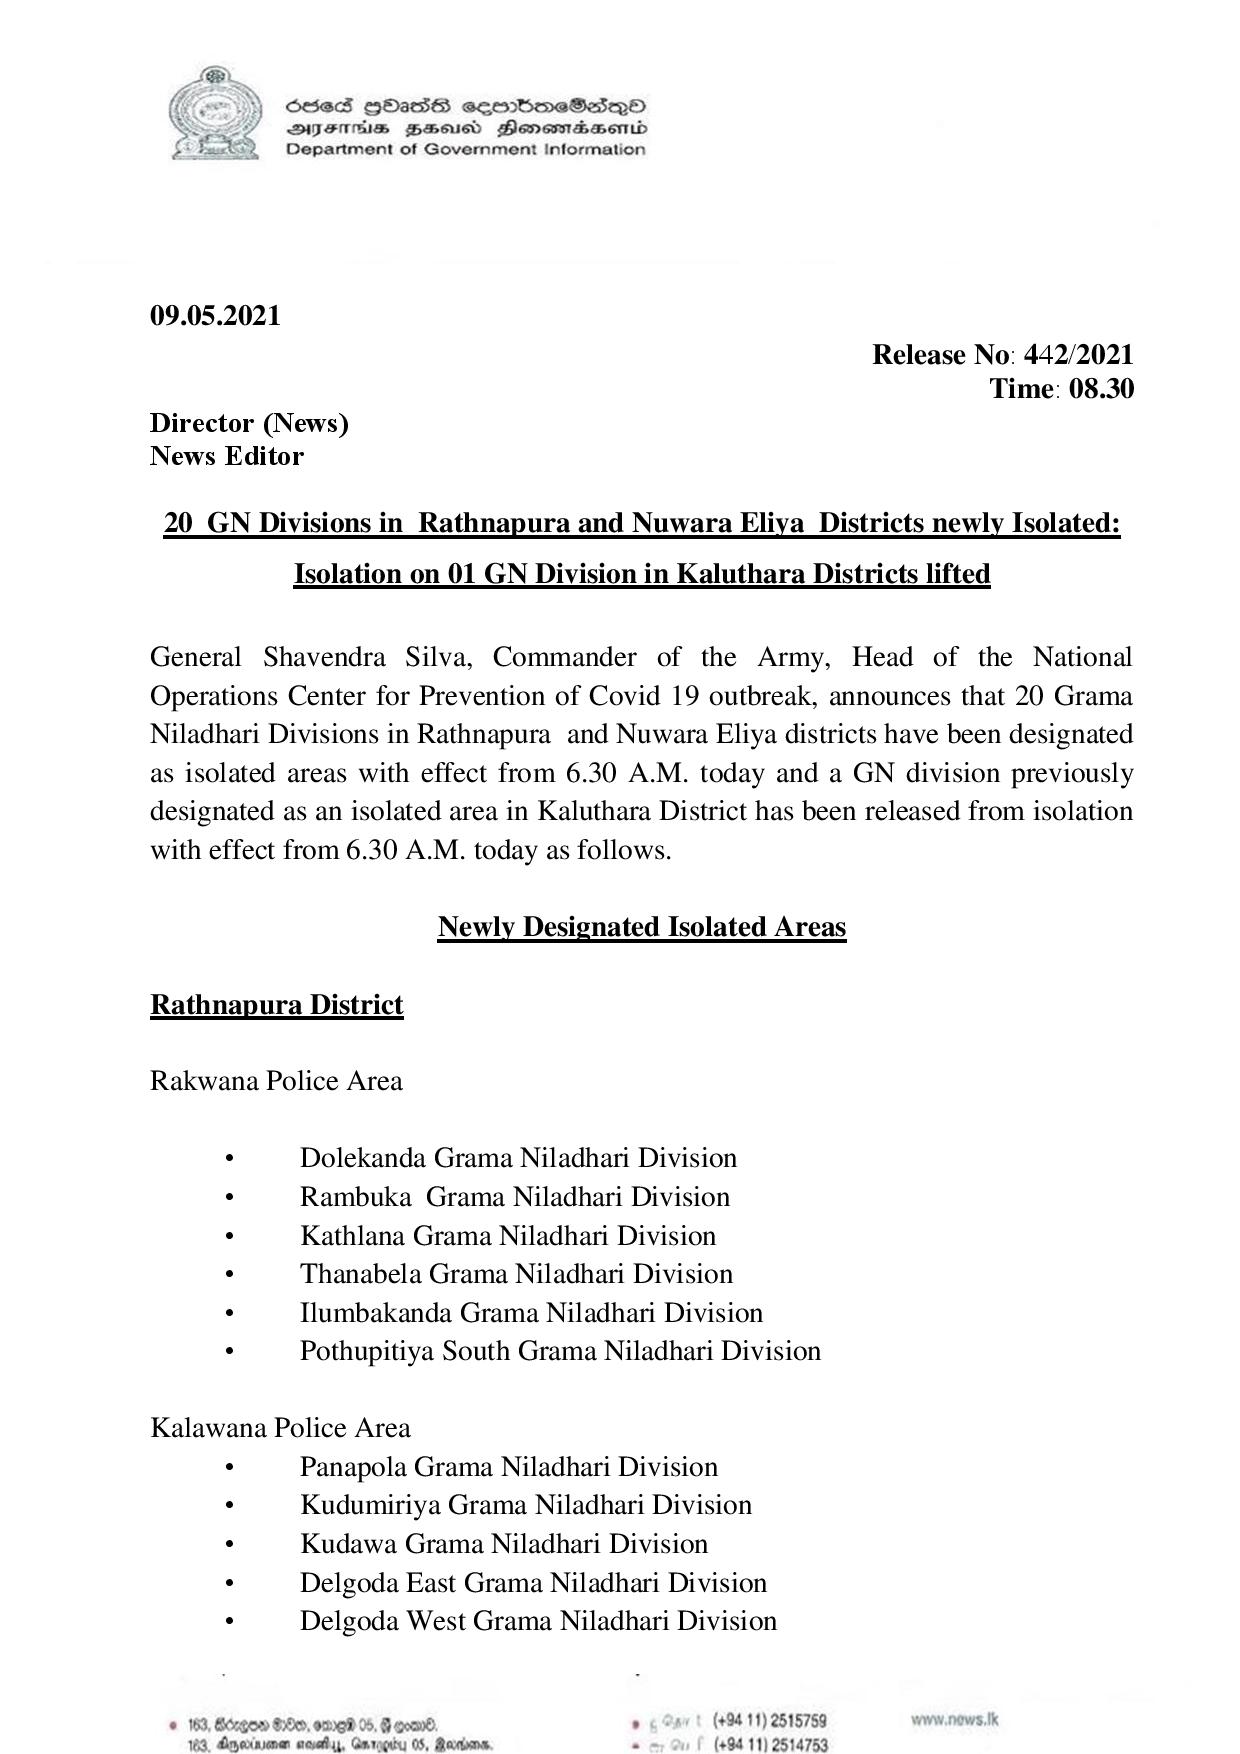 රජයේ ප්‍රවෘත්ති දෙපාර්තමේන්තුව
அரசாங்க தகவல் திணைக்களம்
Department of Government Information
09.05.2021
Release No: 442/2021
Time: 08.30
Director (News)
News Editor
20 GN Divisions in Rathnapura and Nuwara Eliya Districts newly Isolated:
Isolation on 01 GN Division in Kaluthara Districts lifted
General Shavendra Silva, Commander of the Army, Head of the National
Operations Center for Prevention of Covid 19 outbreak, announces that 20 Grama
Niladhari Divisions in Rathnapura and Nuwara Eliya districts have been designated
as isolated areas with effect from 6.30 A.M. today and a GN division previously
designated as an isolated area in Kaluthara District has been released from isolation
with effect from 6.30 A.M. today as follows.
Newly Designated Isolated Areas
Rathnapura District
Rakwana Police Area
• Dolekanda Grama Niladhari Division
• Rambuka Grama Niladhari Division
• Kathlana Grama Niladhari Division
• Thanabela Grama Niladhari Division
• Ilumbakanda Grama Niladhari Division
• Pothupitiya South Grama Niladhari Division
Kalawana Police Area
• Panapola Grama Niladhari Division
• Kudumiriya Grama Niladhari Division
• Kudawa Grama Niladhari Division
• Delgoda East Grama Niladhari Division
• Delgoda West Grama Niladhari Division
• 163, කිරුලපන මාවත, කොළඹ 05, ශ්‍රී ලංකාව.
163, கிருலப்பனை எவனியூ, கொழும்பு 05, இலங்கை.
(+94 11) 2515759
(+94 11) 2514753
www.news.lk